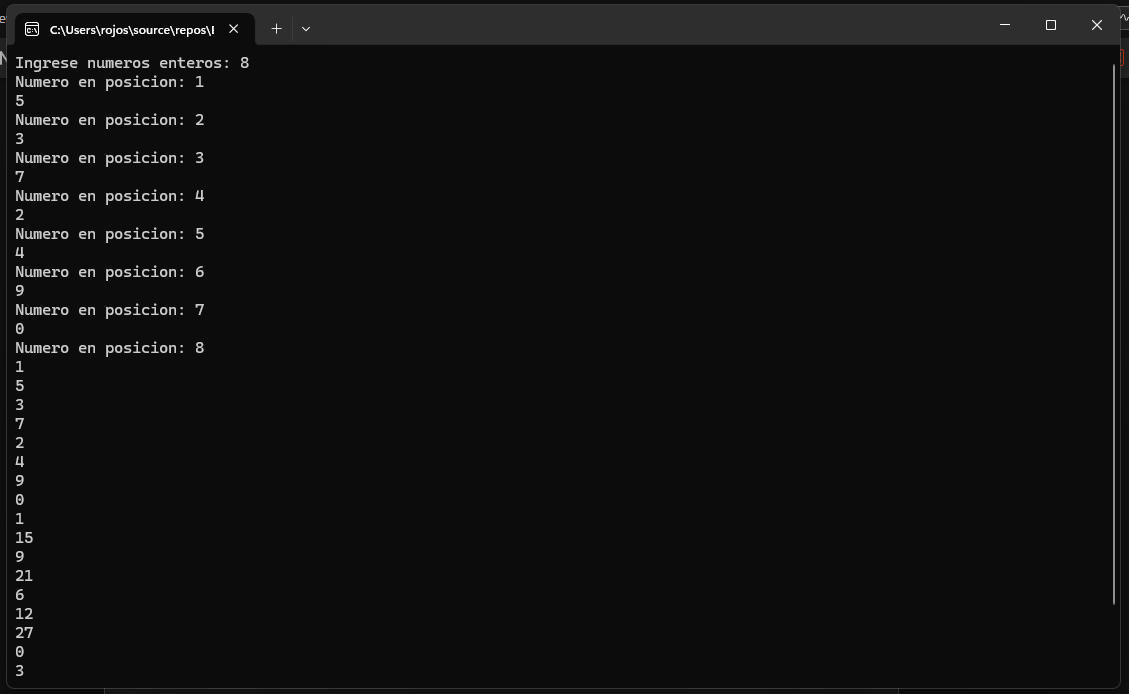 C:\Users\rojos\source\repos\I
Ingrese numeros enteros: 8
Numero en posicion: 1
5
Numero en posicion: 2
3
Numero en posicion: 3
7
Numero en posicion: 4
2
Numero en posicion: 5
4
Numero en posicion: 6
9
Numero en posicion: 7
0
Numero en posicion: 8
1
5
3
7
2
4
9
0
1
15
9
21
6
12
27
0
3